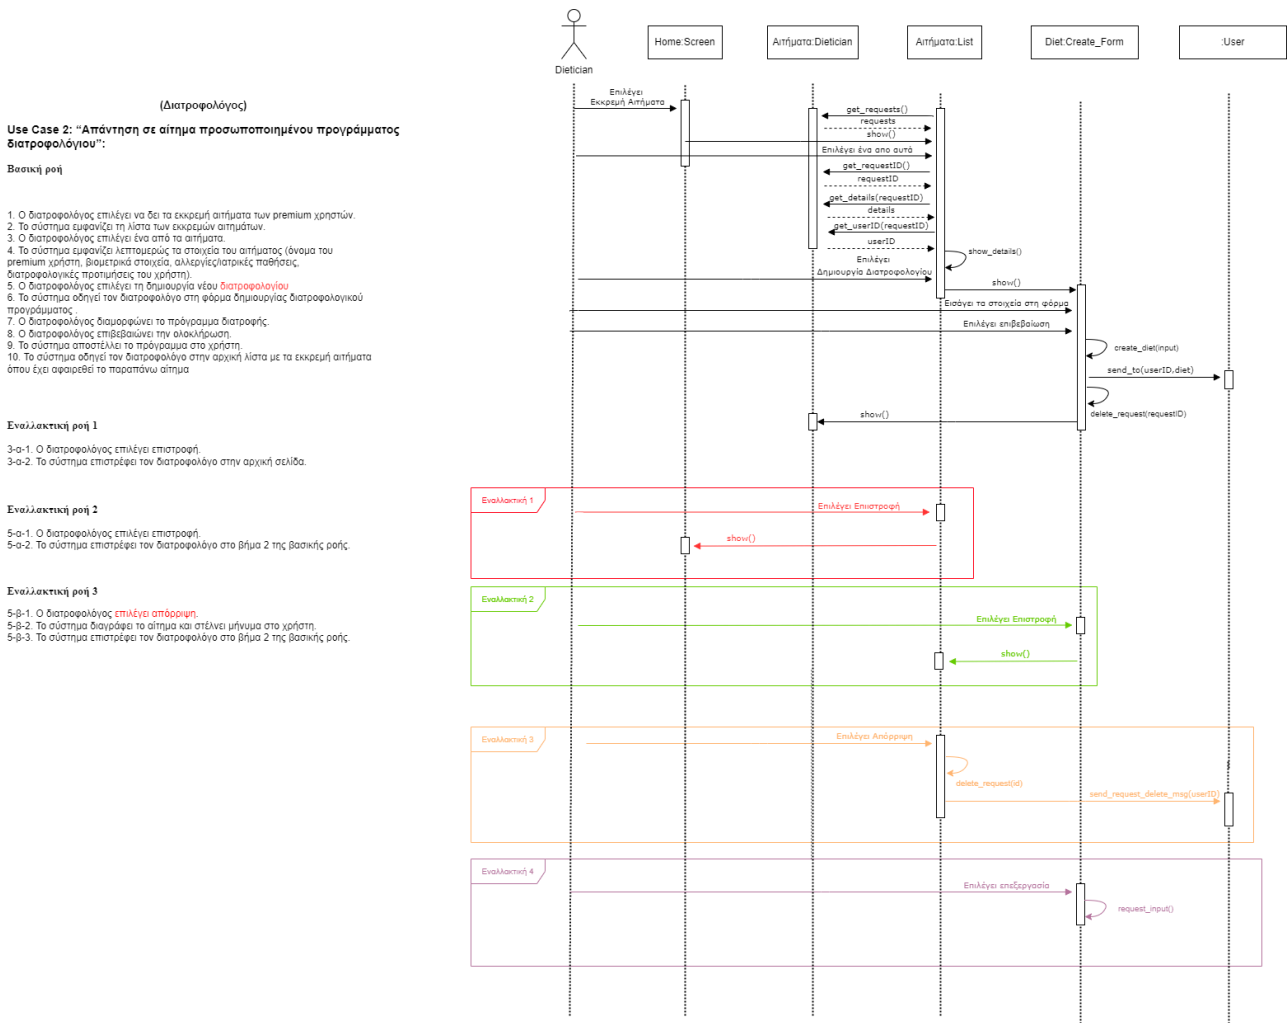 Dietician
Home:Screen
Αιτήματα:Dietician
Αιτήματα:List
Diet:Create_Form
:User
(Διατροφολόγος)
Use Case 2: “Απάντηση σε αίτημα προσωποποιημένου προγράμματος
διατροφολόγιου”:
Βασική ροή
1. Ο διατροφολόγος επιλέγει να δει τα εκκρεμή αιτήματα των premium χρηστών.
2. Το σύστημα εμφανίζει τη λίστα των εκκρεμών αιτημάτων.
3. Ο διατροφολόγος επιλέγει ένα από τα αιτήματα.
4. Το σύστημα εμφανίζει λεπτομερώς τα στοιχεία του αιτήματος (όνομα του
premium χρήστη, βιομετρικά στοιχεία, αλλεργίες/ιατρικές παθήσεις,
διατροφολογικές προτιμήσεις του χρήστη).
5. Ο διατροφολόγος επιλέγει τη δημιουργία νέου διατροφολογίου
6. Το σύστημα οδηγεί τον διατροφολόγο στη φόρμα δημιουργίας διατροφολογικού
προγράμματος .
7. Ο διατροφολόγος διαμορφώνει το πρόγραμμα διατροφής.
8. Ο διατροφολόγος επιβεβαιώνει την ολοκλήρωση.
9. Το σύστημα αποστέλλει το πρόγραμμα στο χρήστη.
10. Το σύστημα οδηγεί τον διατροφολόγο στην αρχική λίστα με τα εκκρεμή αιτήματα
όπου έχει αφαιρεθεί το παραπάνω αίτημα
Εναλλακτική ροή 1
3-α-1. Ο διατροφολόγος επιλέγει επιστροφή.
3-α-2. Το σύστημα επιστρέφει τον διατροφολόγο στην αρχική σελίδα.
Εναλλακτική ροή 2
5-α-1. Ο διατροφολόγος επιλέγει επιστροφή.
5-α-2. Το σύστημα επιστρέφει τον διατροφολόγο στο βήμα 2 της βασικής ροής.
Εναλλακτική ροή 3
5-β-1. Ο διατροφολόγος επιλέγει απόρριψη.
5-β-2. Το σύστημα διαγράφει το αίτημα και στέλνει μήνυμα στο χρήστη.
5-β-3. Το σύστημα επιστρέφει τον διατροφολόγο στο βήμα 2 της βασικής ροής.
Επιλέγει
Εκκρεμή Αιτήματα
get_requests()
requests
show()
Επιλέγει ένα απο αυτά
get_requestID()
requestID
get_details(requestID)
details
get_userID(requestID)
userID
show_details()
Επιλέγει
Δημιουργία Διατροφολογίου
show()
Εισάγει τα στοιχεία στη φόρμα
Επιλέγει επιβεβαίωση
create_diet(input)
send_to(userID,diet)
delete_request(requestID)
show()
Εναλλακτική 1
Επιλέγει Επιστροφή
show()
Εναλλακτική 2
Επιλέγει Επιστροφή
show()
Εναλλακτική 3
Επιλέγει Απόρριψη
delete_request(id)
send_request_delete_msg(userID)
Εναλλακτική 4
Επιλέγει επεξεργασία
request_input()